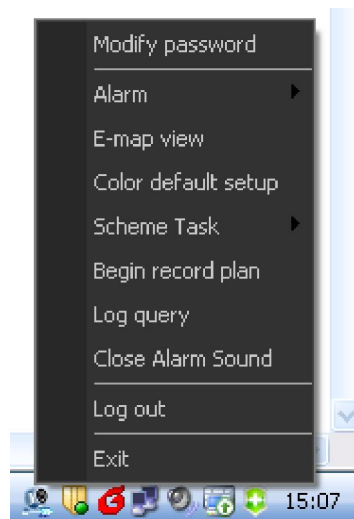 Modify password
Alarm
E-map view
Color default setup
Scheme Task
Begin record plan
Log query
Close Alarm Sound
Log out
Exit
15:07